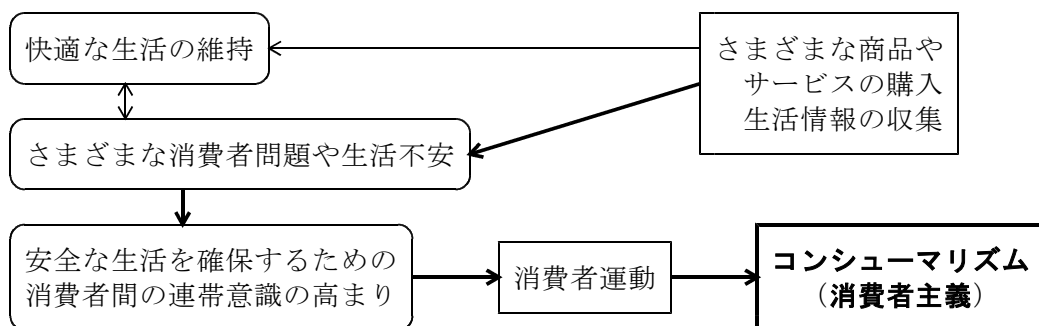 快適な生活の維持
さまざまな商品や
サービスの購入
生活情報の収集
さまざまな消費者問題や生活不安
安全な生活を確保するための
消費者間の連帯意識の高まり
消費者運動
コンシューマリズム
（消費者主義）